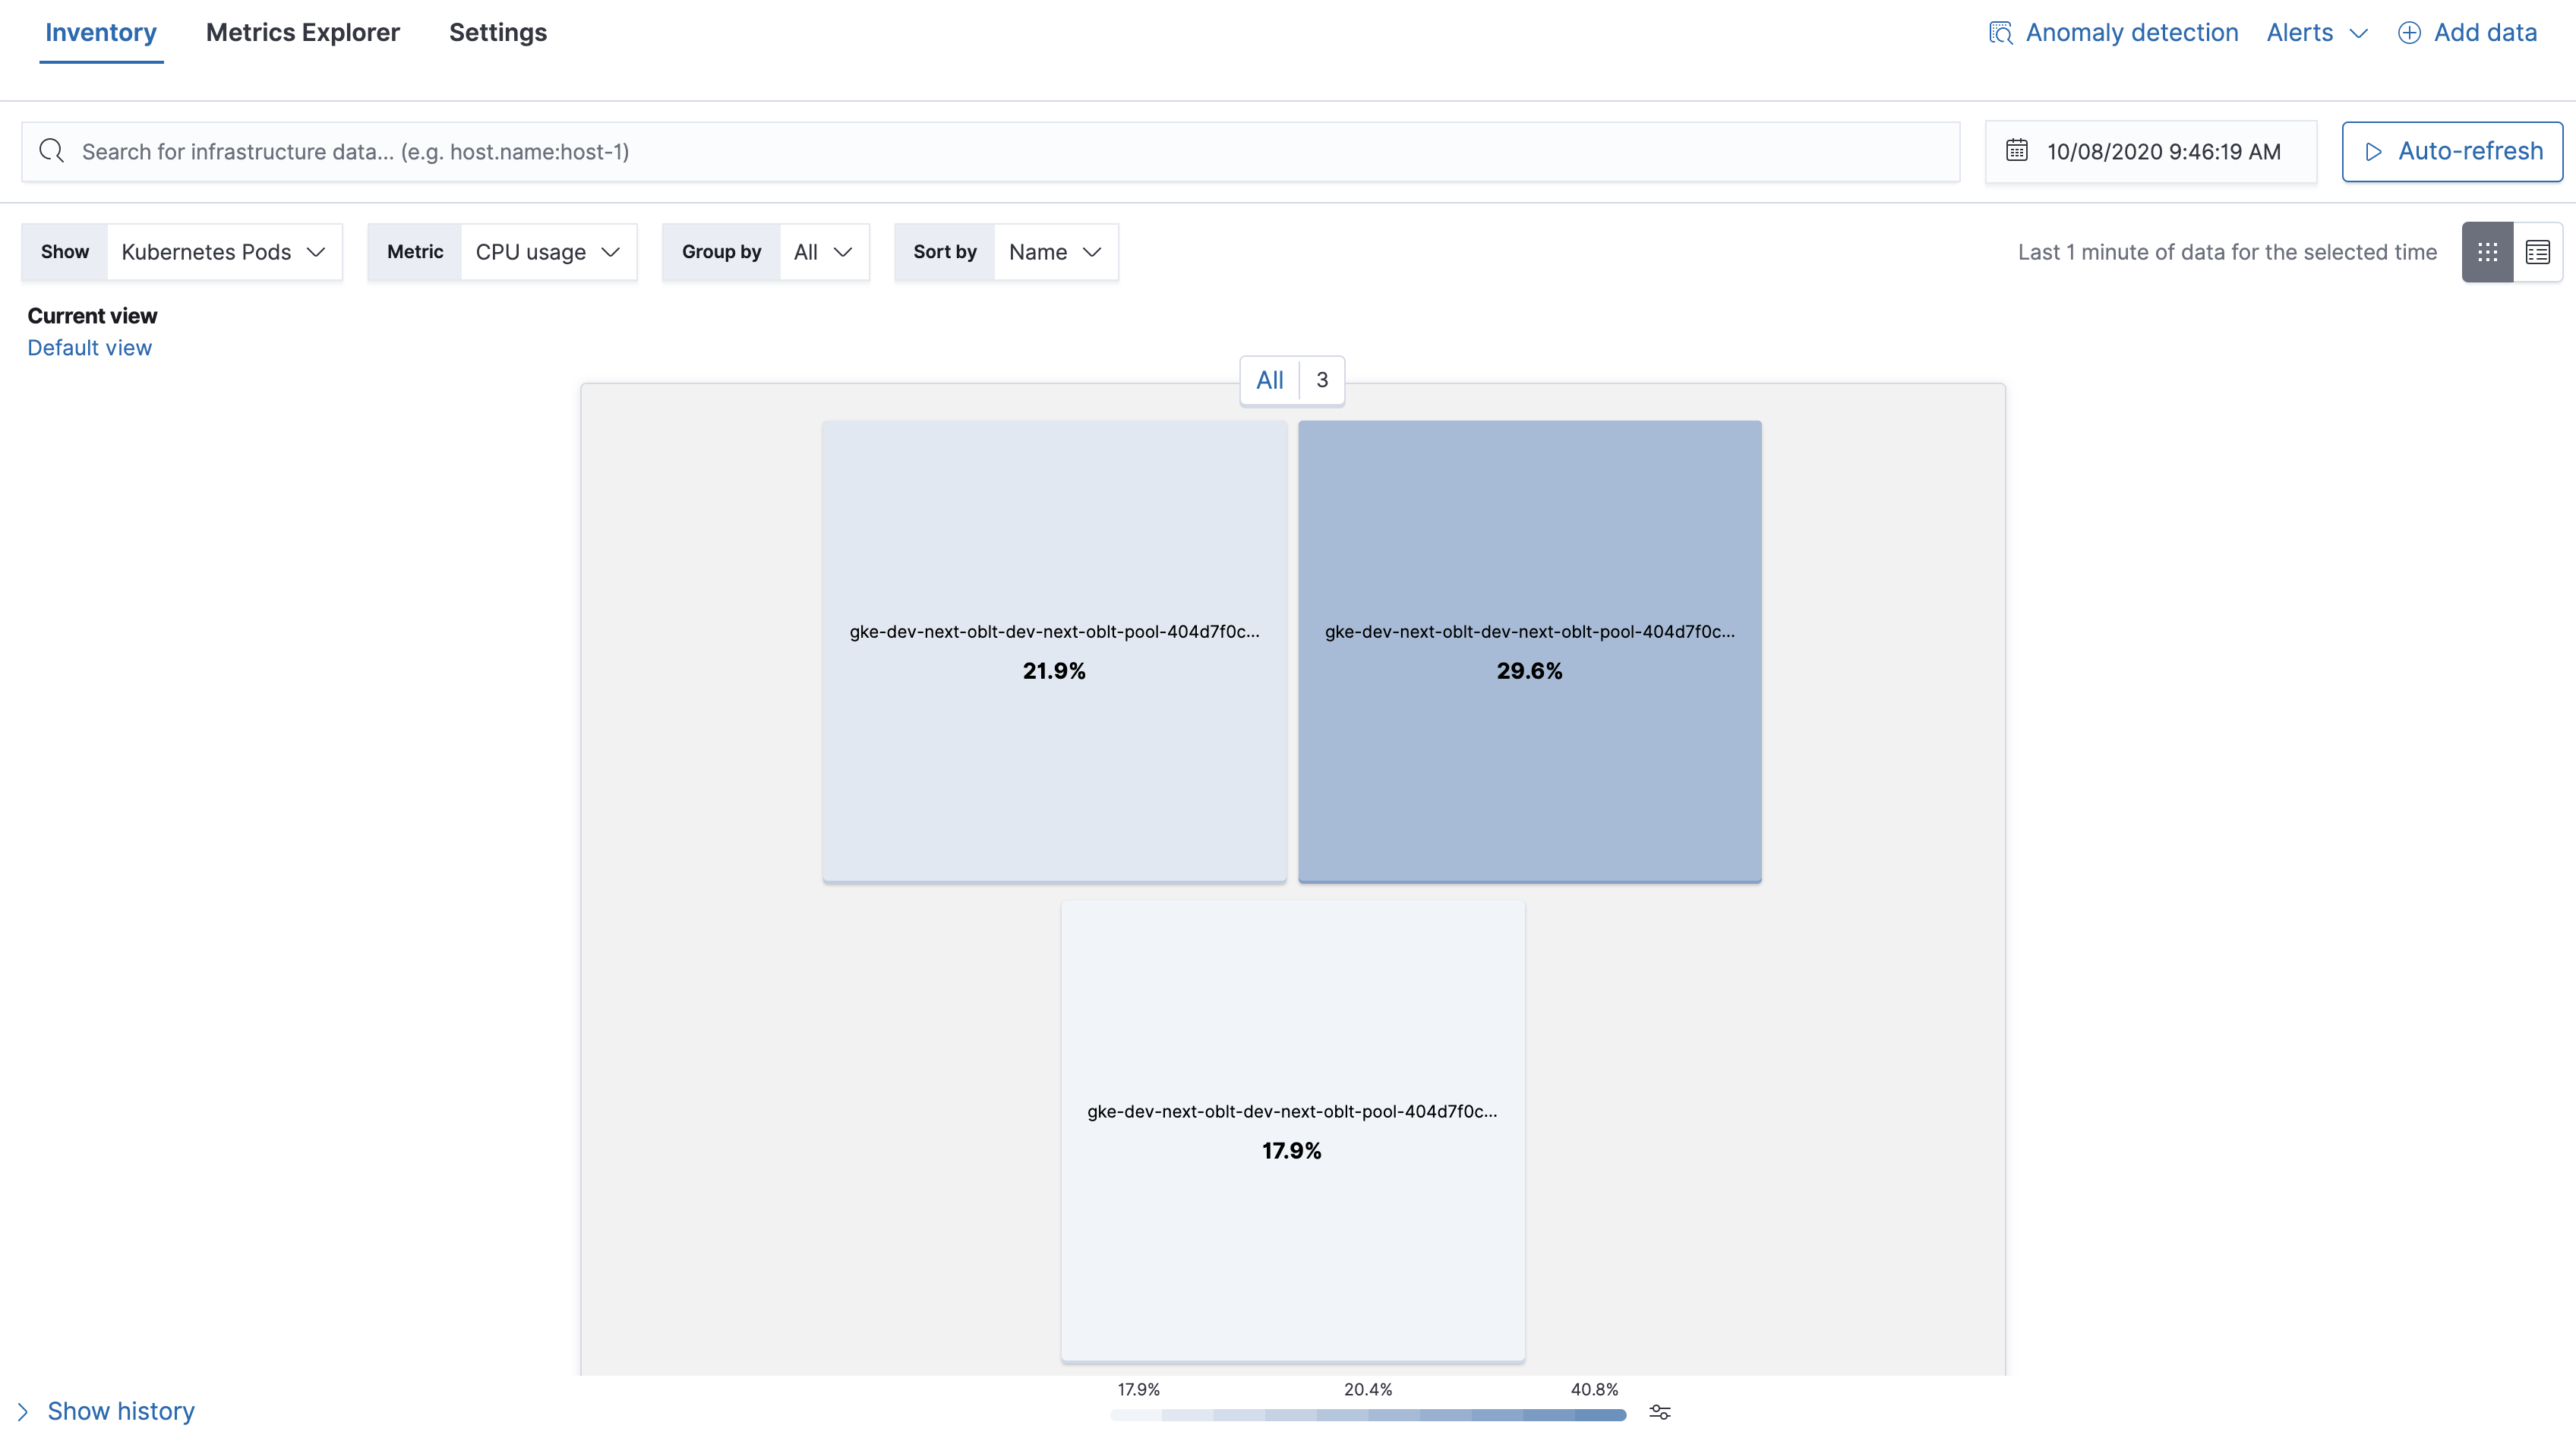 Inventory Metrics Explorer Settings Anomaly detection Alerts Add data
Search for infrastructure data... (e.g. host.name:host-1) 10/08/2020 9:46:19 AM Auto-refresh
Show Kubernetes Pods Metric CPU usage Group by All Sort by Name Last 1 minute of data for the selected time
Current view
Default view
All 3
gke-dev-next-oblt-dev-next-oblt-pool-404d7f0c... gke-dev-next-oblt-dev-next-oblt-pool-404d7f0c...
21.9% 29.6%
gke-dev-next-oblt-dev-next-oblt-pool-404d7f0c...
17.9%
17.9% 20.4% 40.8%
Show history